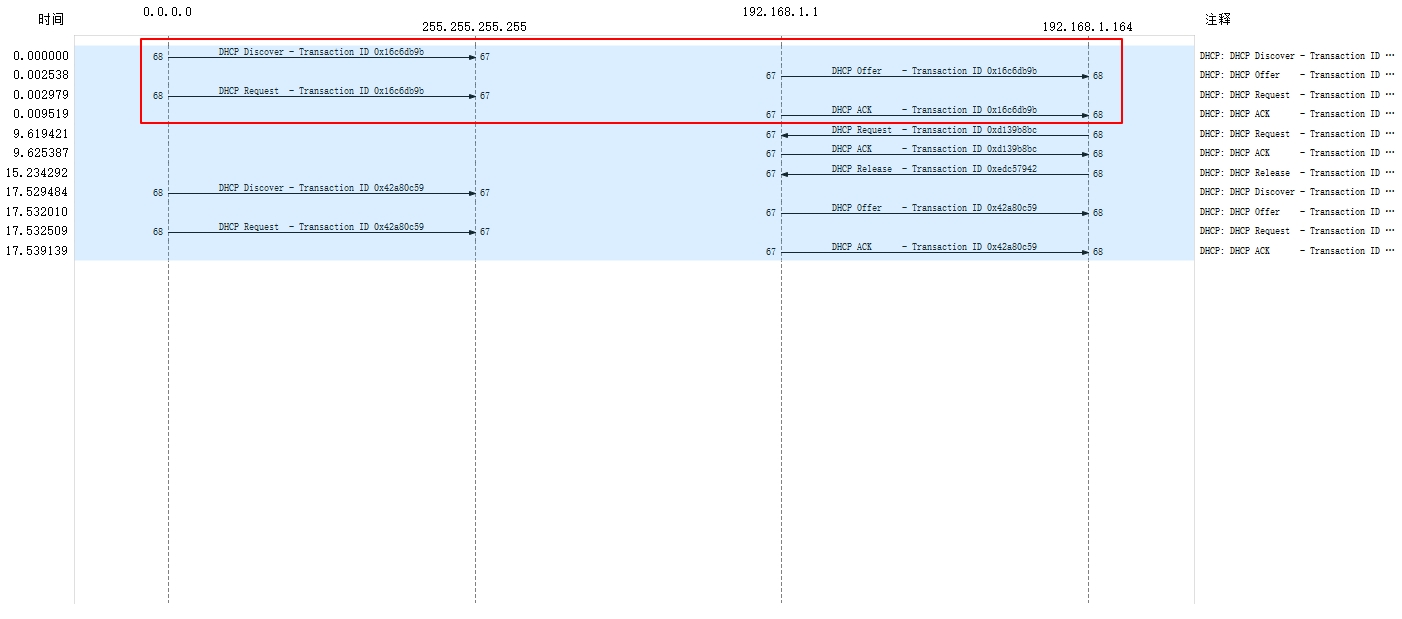 时间 0.0.0.0 192.168.1.1 注释
255.255.255.255 192.168.1.164
0.000000 68 DHCP Discover - Transaction ID 0x16c6db9b 67 DHCP: DHCP Discover - Transaction ID ···
0.002538 67 DHCP Offer - Transaction ID 0x16c6db9b 68 DHCP: DHCP Offer - Transaction ID ···
0.002979 68 DHCP Request - Transaction ID 0x16c6db9b 67 DHCP: DHCP Request - Transaction ID ···
0.009519 67 DHCP ACK - Transaction ID 0x16c6db9b 68 DHCP: DHCP ACK - Transaction ID ···
9.619421 67 DHCP Request - Transaction ID 0xd139b8bc 68 DHCP: DHCP Request - Transaction ID ···
9.625387 67 DHCP ACK - Transaction ID 0xd139b8bc 68 DHCP: DHCP ACK - Transaction ID ···
15.234292 67 DHCP Release - Transaction ID 0xedc57942 68 DHCP: DHCP Release - Transaction ID ···
17.529484 68 DHCP Discover - Transaction ID 0x42a80c59 67 DHCP: DHCP Discover - Transaction ID ···
17.532010 67 DHCP Offer - Transaction ID 0x42a80c59 68 DHCP: DHCP Offer - Transaction ID ···
17.532509 68 DHCP Request - Transaction ID 0x42a80c59 67 DHCP: DHCP Request - Transaction ID ···
17.539139 67 DHCP ACK - Transaction ID 0x42a80c59 68 DHCP: DHCP ACK - Transaction ID ···